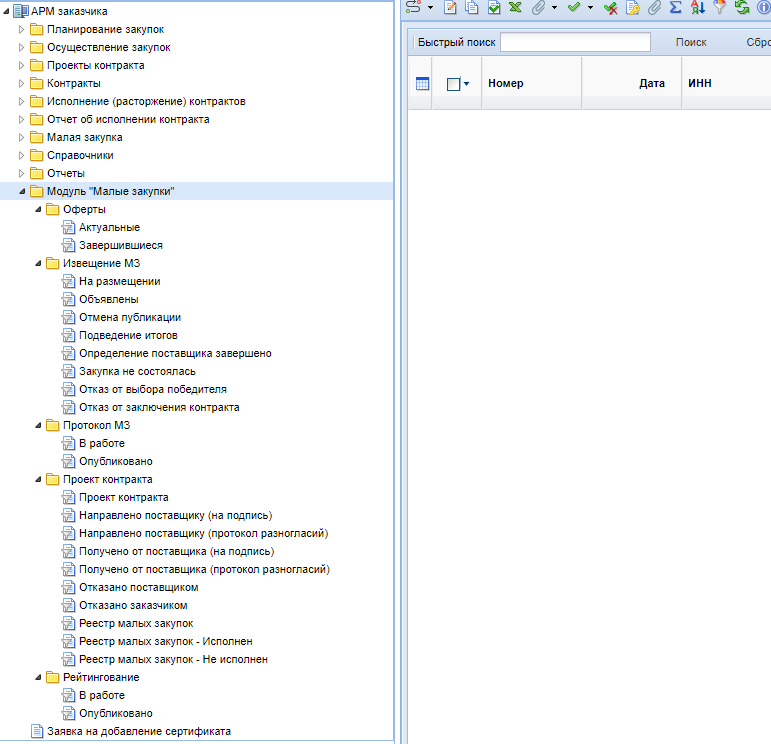 АРМ заказчика
Планирование закупок
Осуществление закупок
Проекты контракта
Контракты
Исполнение (расторжение) контрактов
Отчет об исполнении контракта
Малая закупка
Справочники
Отчеты
Модуль "Малые закупки"
Оферты
Актуальные
Завершившиеся
Извещение МЗ
На размещении
Объявлены
Отмена публикации
Подведение итогов
Определение поставщика завершено
Закупка не состоялась
Отказ от выбора победителя
Отказ от заключения контракта
Протокол МЗ
В работе
Опубликовано
Проект контракта
Проект контракта
Направлено поставщику (на подпись)
Направлено поставщику (протокол разногласий)
Получено от поставщика (на подпись)
Получено от поставщика (протокол разногласий)
Отказано поставщиком
Отказано заказчиком
Реестр малых закупок
Реестр малых закупок - Исполнен
Реестр малых закупок - Не исполнен
Рейтингование
В работе
Опубликовано
Заявка на добавление сертификата
Быстрый поиск Поиск Сбро
Номер Дата ИНН